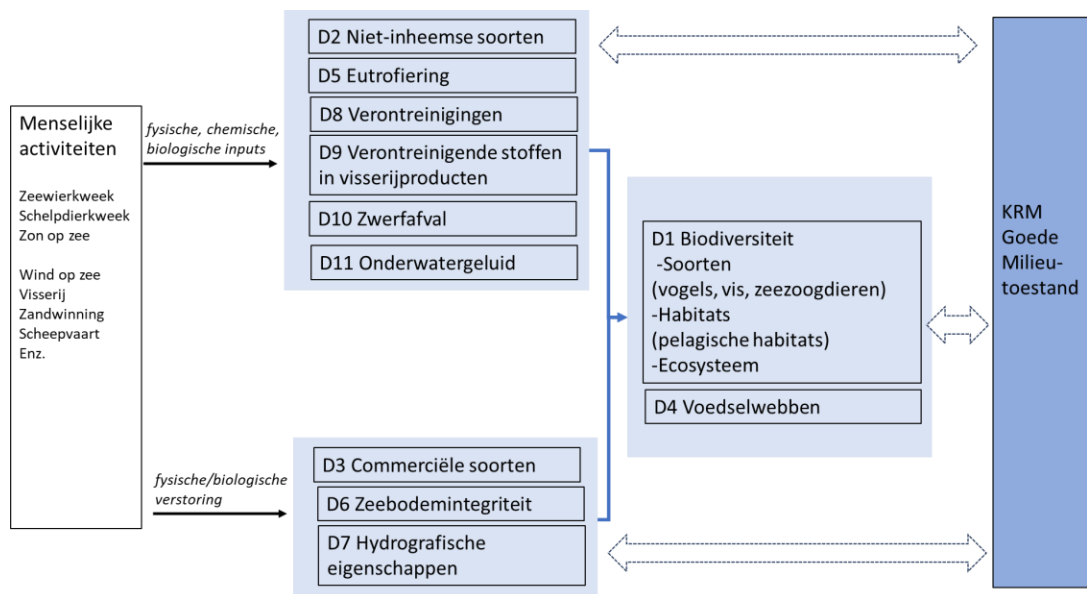 Menselijke
activiteiten
Zeewierkweek
Schelpdierkweek
Zon op zee
Wind op zee
Visserij
Zandwinning
Scheepvaart
Enz.
fysische, chemische,
biologische inputs
fysische/biologische
verstoring
D2 Niet-inheemse soorten
D5 Eutrofiering
D8 Verontreinigingen
D9 Verontreinigende stoffen
in visserijproducten
D10 Zwerfafval
D11 Onderwatergeluid
D3 Commerciële soorten
D6 Zeebodemintegriteit
D7 Hydrografische
eigenschappen
D1 Biodiversiteit
-Soorten
(vogels, vis, zeezoogdieren)
-Habitats
(pelagische habitats)
-Ecosysteem
D4 Voedselwebben
KRM
Goede
Milieu-
toestand